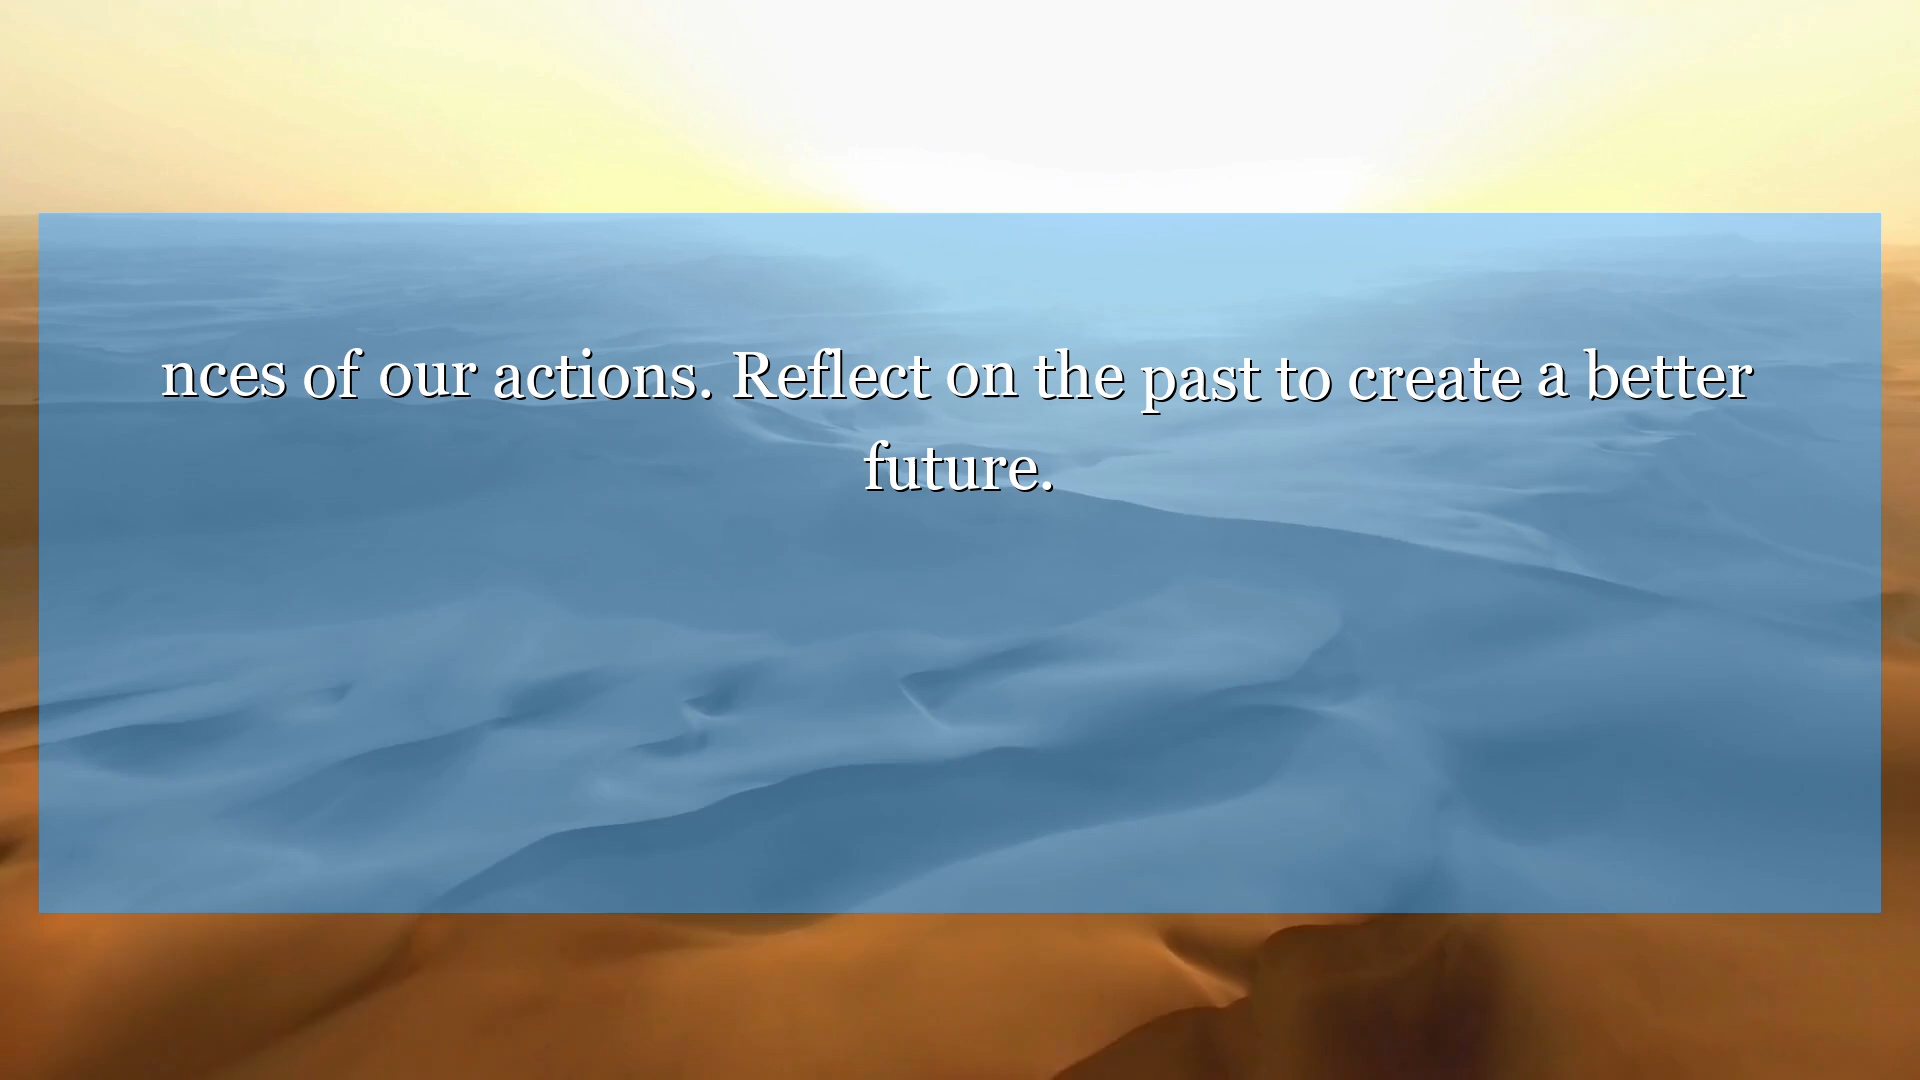 nces of our actions. Reflect on the past to create a better
future.